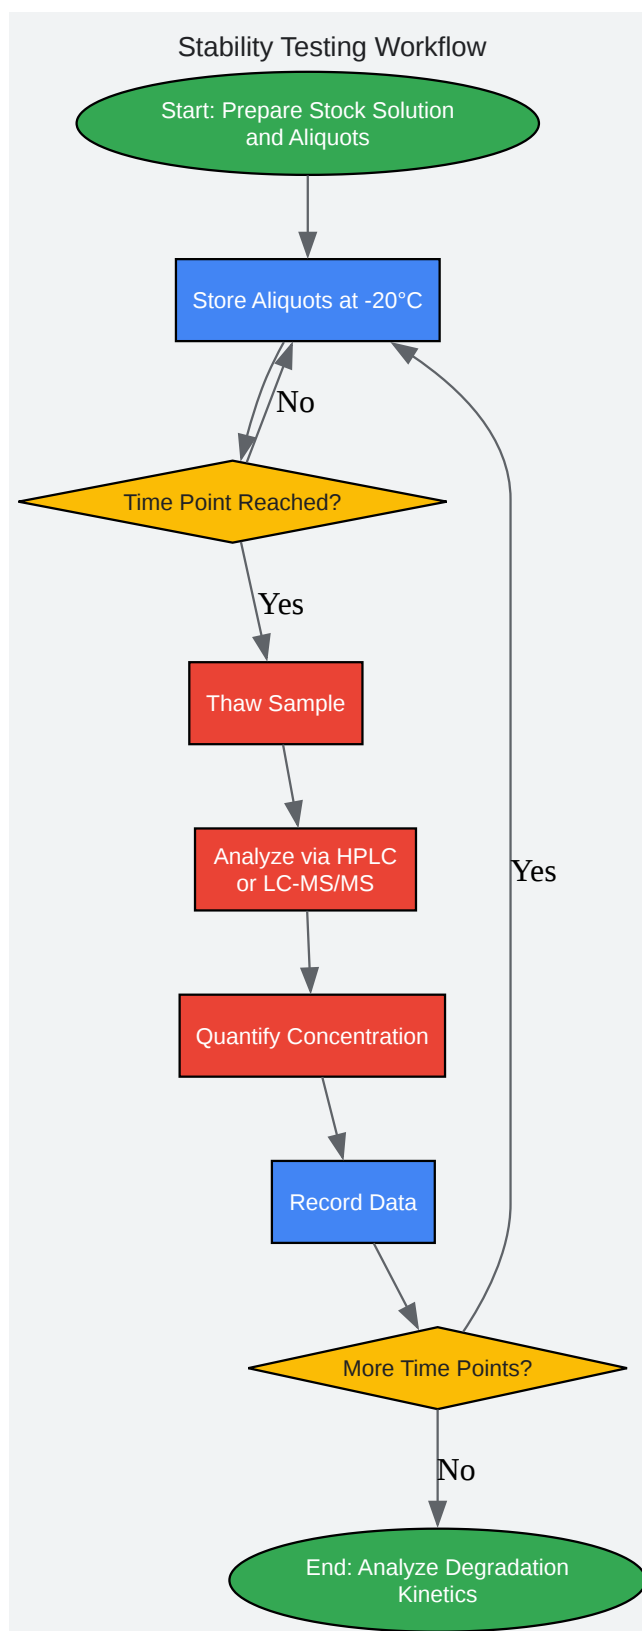 Stability Testing Workflow
Start: Prepare Stock Solution
and Aliquots
Store Aliquots at -20°C
No
Time Point Reached?
Yes
Thaw Sample
Analyze via HPLC
or LC-MS/MS
Yes
Quantify Concentration
Record Data
More Time Points?
No
End: Analyze Degradation
Kinetics